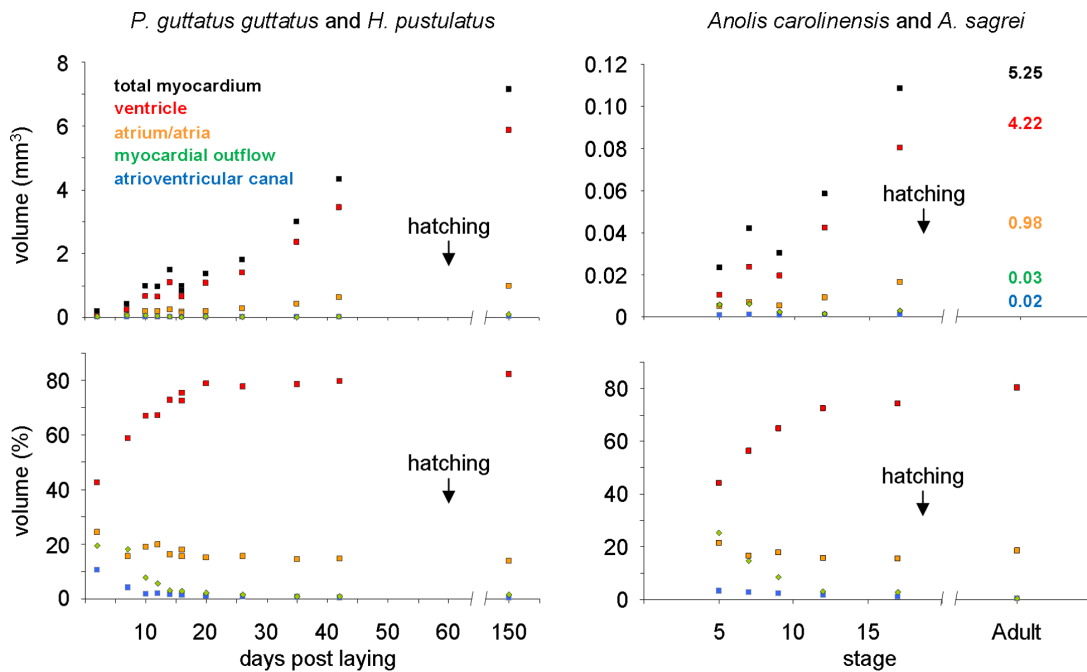 P. guttatus guttatus and H. pustulatus
Anolis carolinensis and A. sagrei
volume (mm³)
8
6
4
2
0
total myocardium
ventricle
atrium/atria
myocardial outflow
atrioventricular canal
hatching
0.12
0.10
0.08
0.06
0.04
0.02
0
volume (mm³)
hatching
5.25
4.22
0.98
0.03
0.02
volume (%)
80
60
40
20
0
hatching
10 20 30 40 50 60 150
days post laying
volume (%)
80
60
40
20
0
hatching
5 10 15 Adult
stage